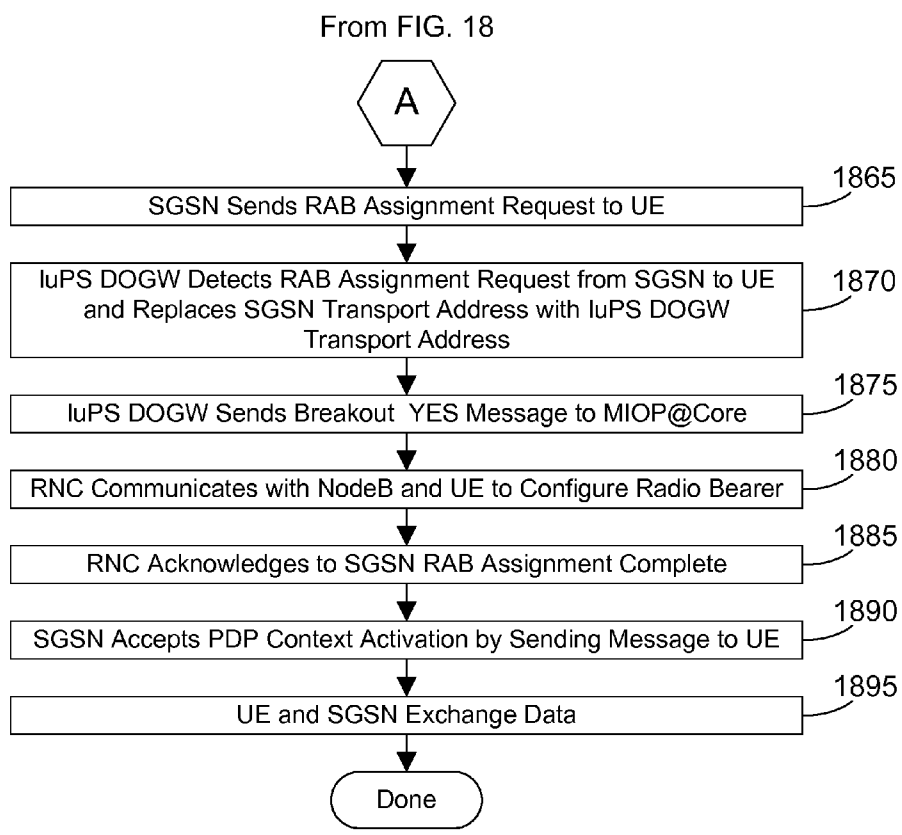 From FIG. 18
A
1865
SGSN Sends RAB Assignment Request to UE
1870
IuPS DOGW Detects RAB Assignment Request from SGSN to UE
and Replaces SGSN Transport Address with IuPS DOGW
Transport Address
1875
IuPS DOGW Sends Breakout YES Message to MIOP@Core
1880
RNC Communicates with NodeB and UE to Configure Radio Bearer
1885
RNC Acknowledges to SGSN RAB Assignment Complete
1890
SGSN Accepts PDP Context Activation by Sending Message to UE
1895
UE and SGSN Exchange Data
Done